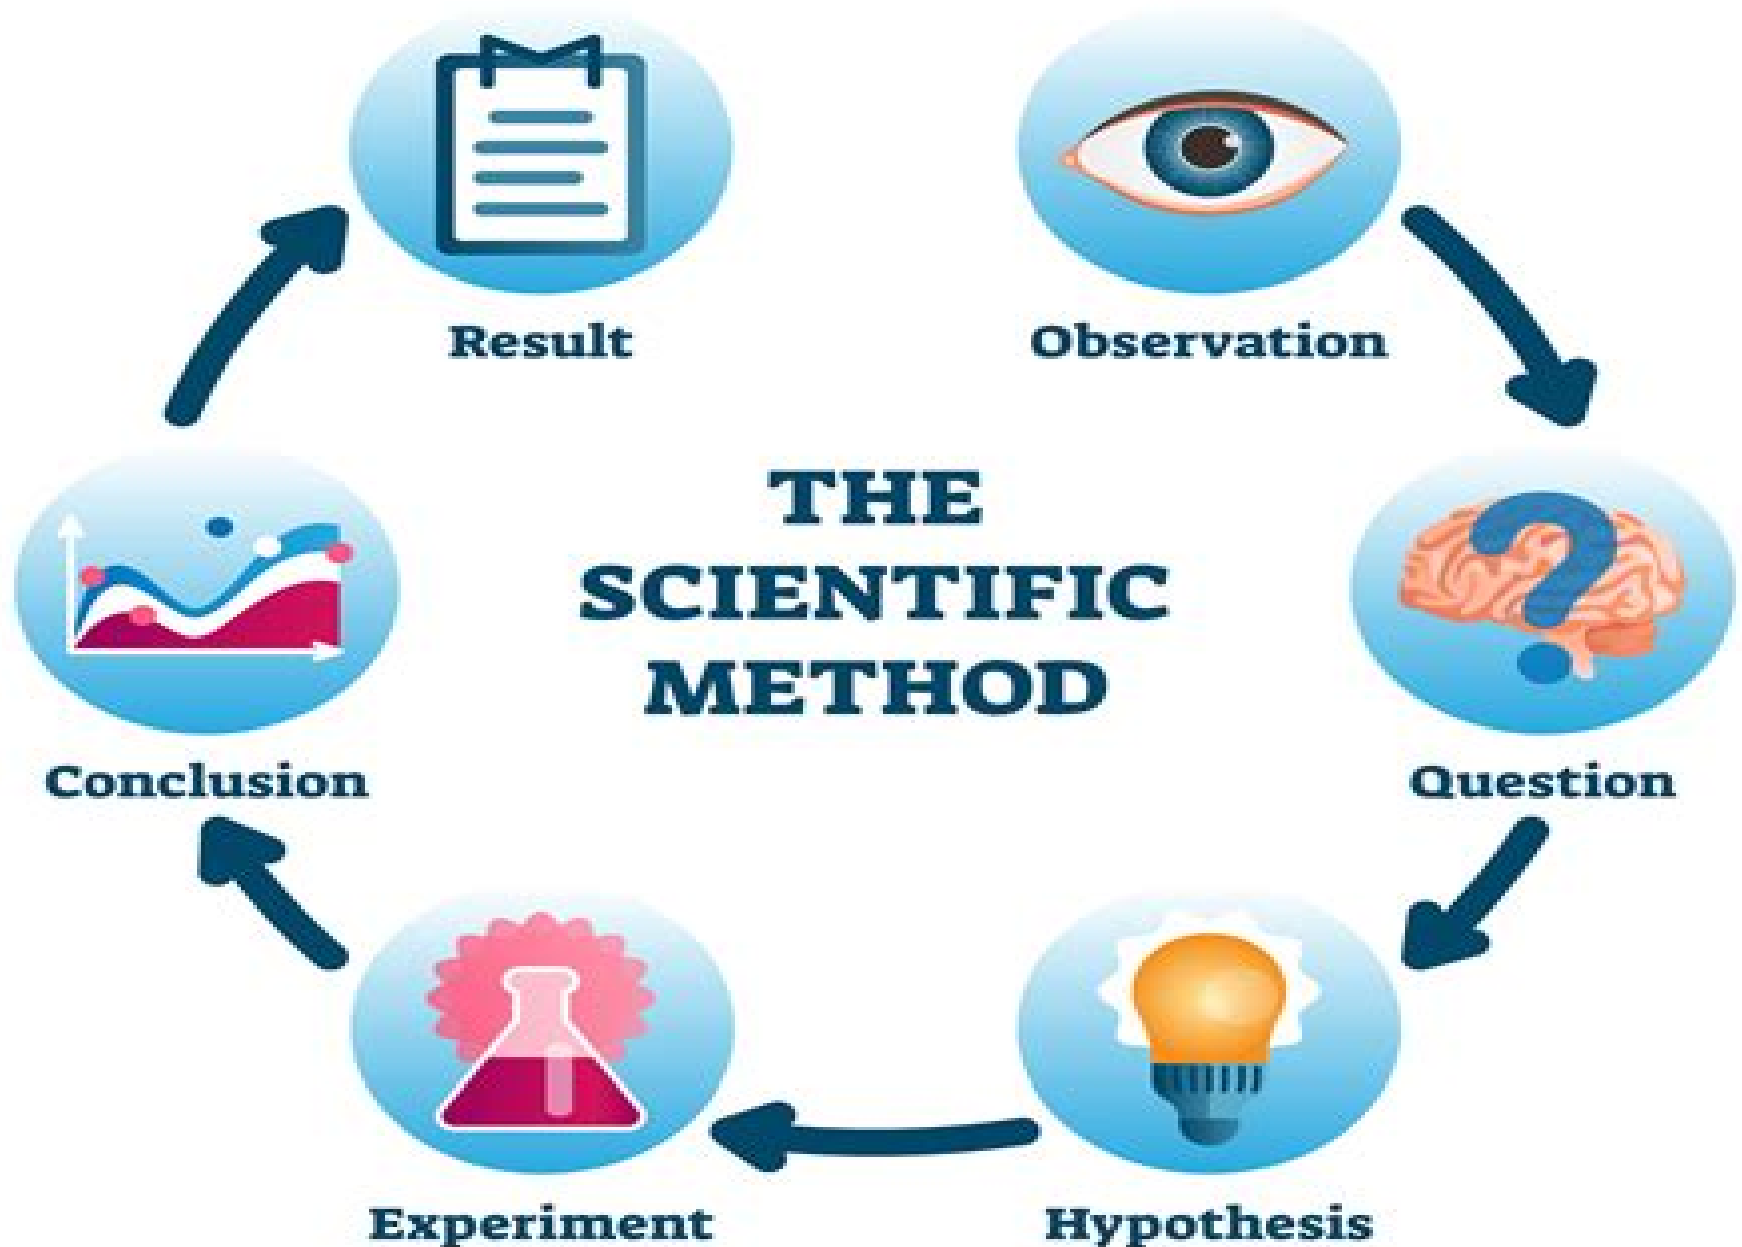 Result
Observation
THE
SCIENTIFIC
METHOD
Conclusion
Question
Experiment
Hypothesis